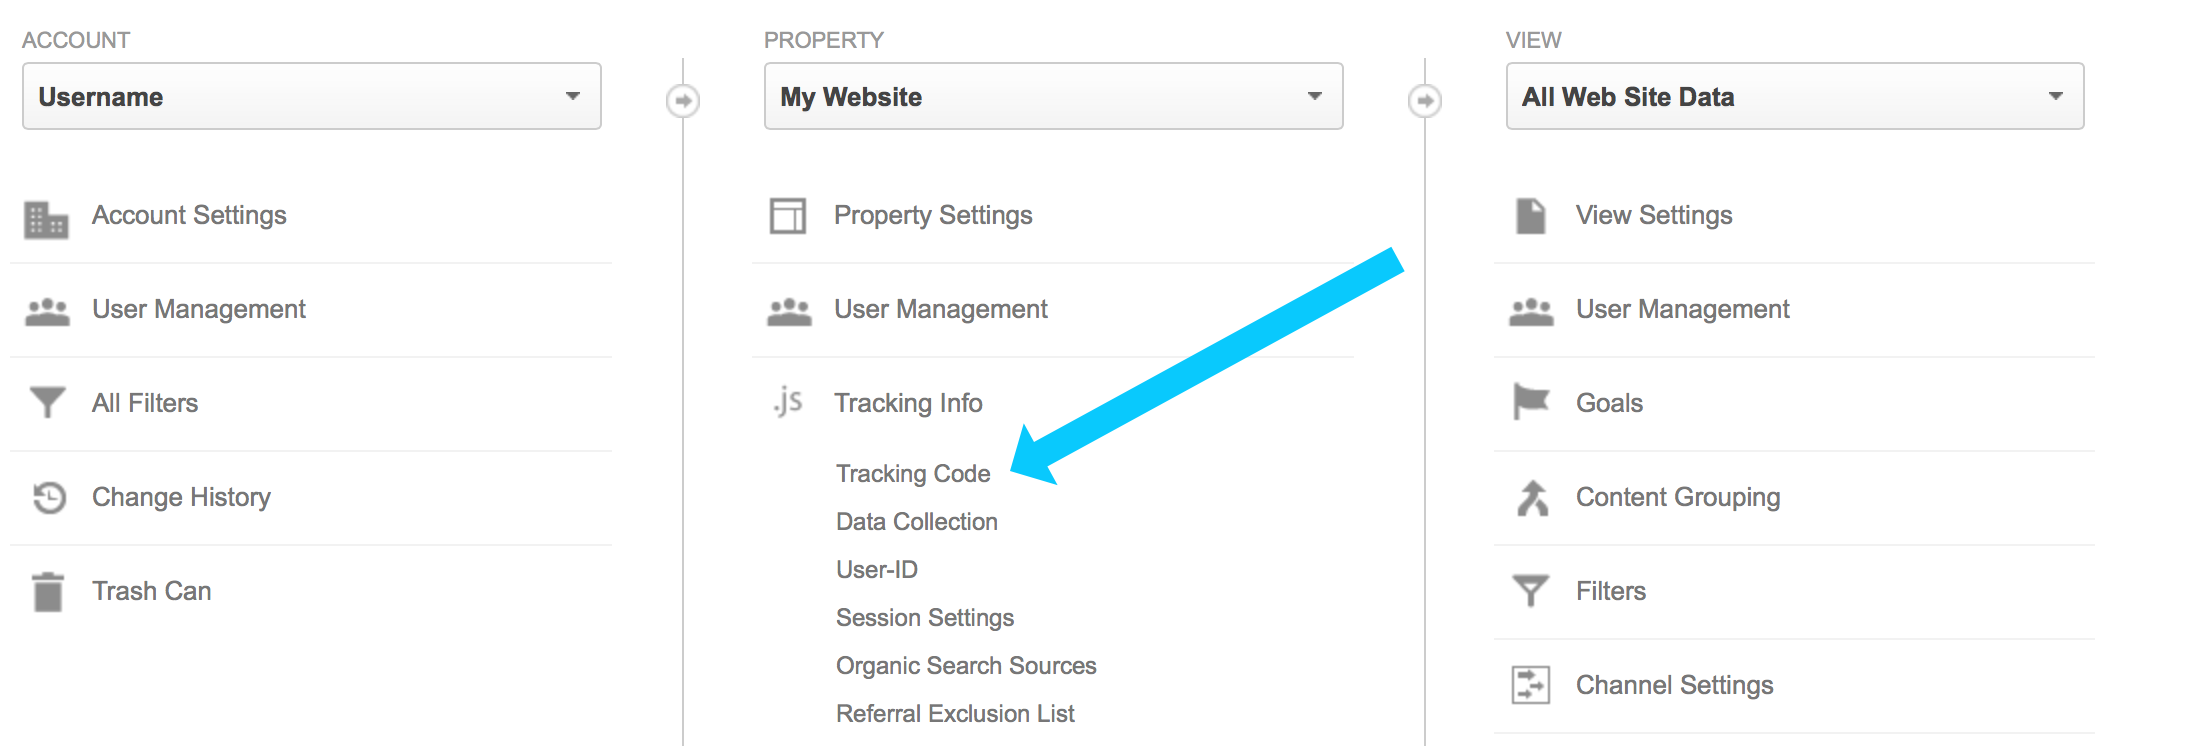 ACCOUNT
Username
Account Settings
User Management
All Filters
Change History
Trash Can
PROPERTY
My Website
Property Settings
User Management
.js Tracking Info
Tracking Code
Data Collection
User-ID
Session Settings
Organic Search Sources
Referral Exclusion List
VIEW
All Web Site Data
View Settings
User Management
Goals
Content Grouping
Filters
Channel Settings